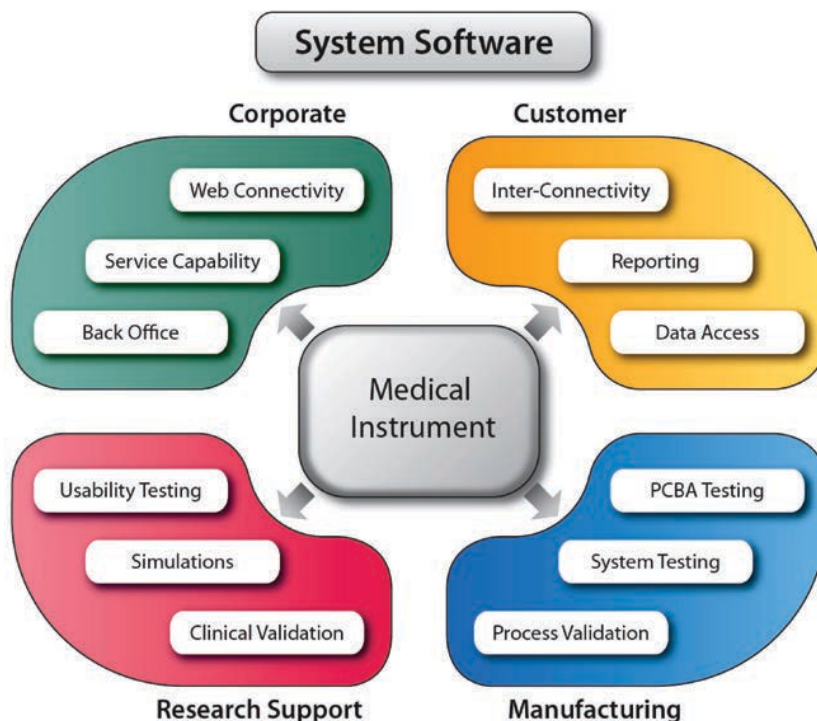 System Software
Corporate
Customer
Web Connectivity
Service Capability
Back Office
Inter-Connectivity
Reporting
Data Access
Medical
Instrument
Usability Testing
Simulations
Clinical Validation
PCBA Testing
System Testing
Process Validation
Research Support
Manufacturing